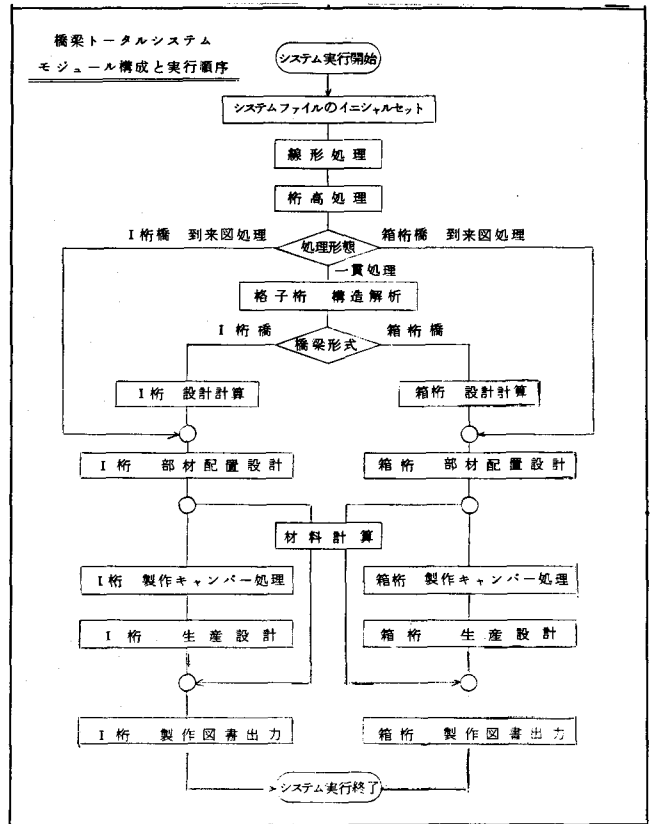 橋梁トータルシステム
モジュール構成と実行順序
システム実行開始
システムファイルのイニシャルセット
線形処理
桁高処理
I桁橋 到来図処理
処理形態
箱桁橋 到来図処理
一貫処理
格子桁 構造解析
I桁橋
橋梁形式
箱桁橋
I桁 設計計算
箱桁 設計計算
I桁 部材配置設計
箱桁 部材配置設計
材料計算
I桁 製作キャンバー処理
箱桁 製作キャンバー処理
I桁 生産設計
箱桁 生産設計
I桁 製作図書出力
箱桁 製作図書出力
システム実行終了